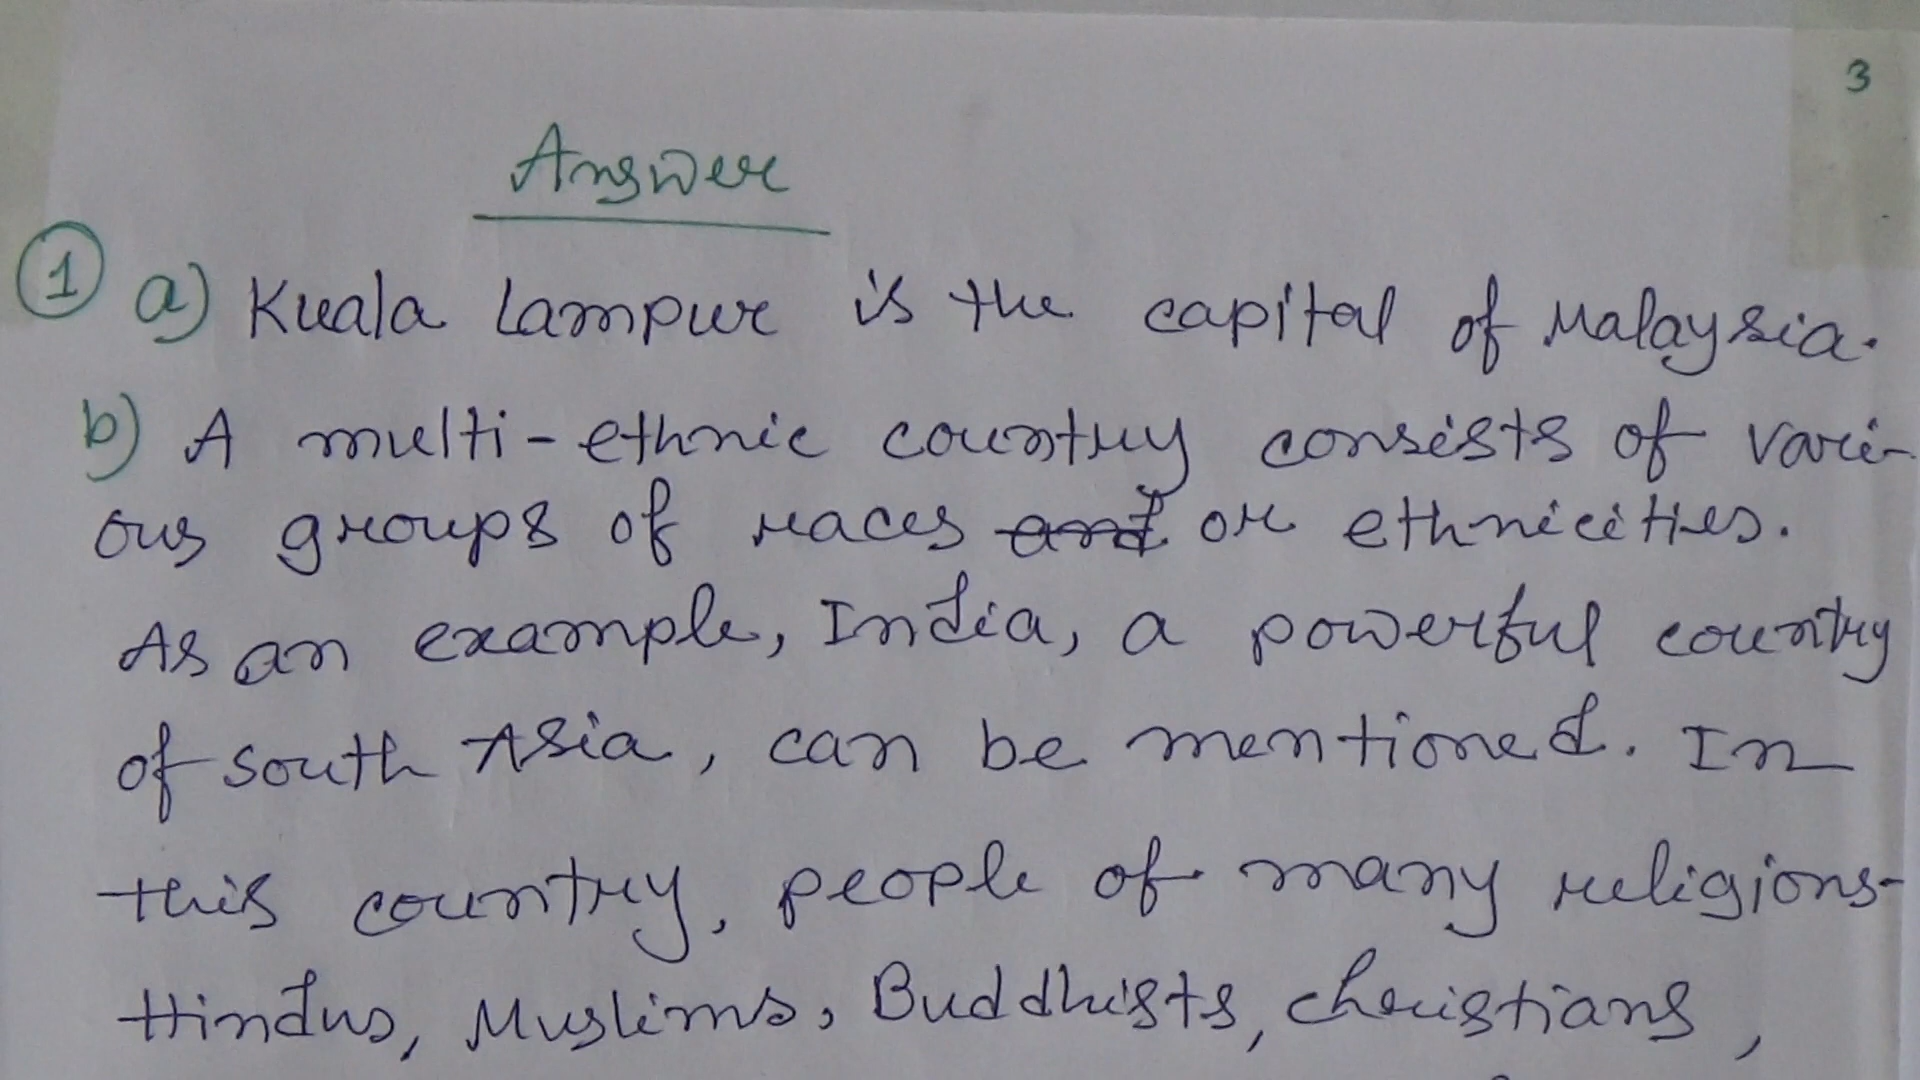 3
Answer
1 a) Kuala Lampur is the capital of Malaysia.
b) A multi-ethnic country consists of vari-
ous groups of races and or ethnicities.
As an example, India, a powerful country
of south Asia, can be mentioned. In
this country, people of many religions-
Hindus, Muslims, Buddhists, christians,